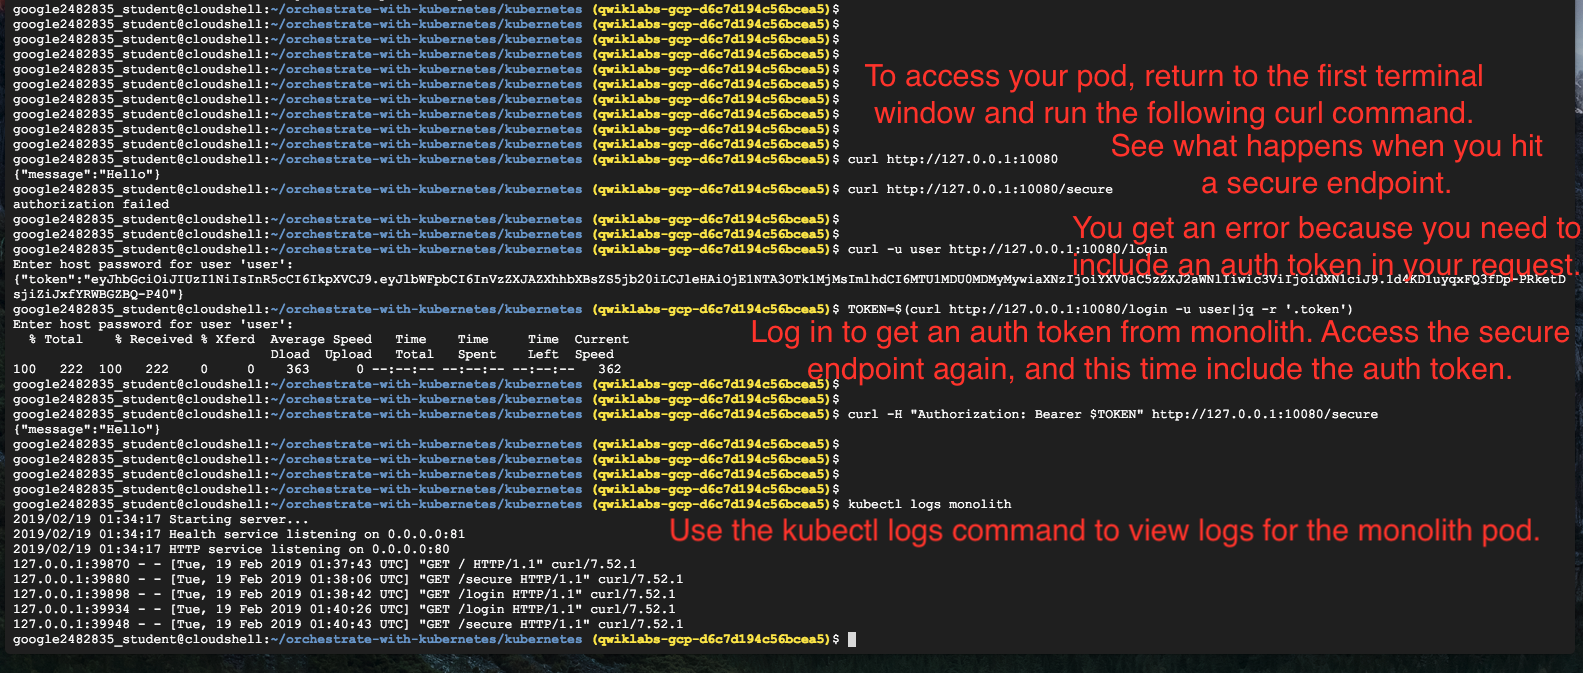 google2482835_student@cloudshell:~/orchestrate-with-kubernetes/kubernetes (qwiklabs-gcp-d6c7d194c56bcea5)$
google2482835_student@cloudshell:~/orchestrate-with-kubernetes/kubernetes (qwiklabs-gcp-d6c7d194c56bcea5)$
google2482835_student@cloudshell:~/orchestrate-with-kubernetes/kubernetes (qwiklabs-gcp-d6c7d194c56bcea5)$
google2482835_student@cloudshell:~/orchestrate-with-kubernetes/kubernetes (qwiklabs-gcp-d6c7d194c56bcea5)$
google2482835_student@cloudshell:~/orchestrate-with-kubernetes/kubernetes (qwiklabs-gcp-d6c7d194c56bcea5)$
google2482835_student@cloudshell:~/orchestrate-with-kubernetes/kubernetes (qwiklabs-gcp-d6c7d194c56bcea5)$
google2482835_student@cloudshell:~/orchestrate-with-kubernetes/kubernetes (qwiklabs-gcp-d6c7d194c56bcea5)$
google2482835_student@cloudshell:~/orchestrate-with-kubernetes/kubernetes (qwiklabs-gcp-d6c7d194c56bcea5)$
google2482835_student@cloudshell:~/orchestrate-with-kubernetes/kubernetes (qwiklabs-gcp-d6c7d194c56bcea5)$
google2482835_student@cloudshell:~/orchestrate-with-kubernetes/kubernetes (qwiklabs-gcp-d6c7d194c56bcea5)$
To access your pod, return to the first terminal
window and run the following curl command.
google2482835_student@cloudshell:~/orchestrate-with-kubernetes/kubernetes (qwiklabs-gcp-d6c7d194c56bcea5)$ curl http://127.0.0.1:10080
{"message":"Hello"}
See what happens when you hit
a secure endpoint.
google2482835_student@cloudshell:~/orchestrate-with-kubernetes/kubernetes (qwiklabs-gcp-d6c7d194c56bcea5)$ curl http://127.0.0.1:10080/secure
authorization failed
google2482835_student@cloudshell:~/orchestrate-with-kubernetes/kubernetes (qwiklabs-gcp-d6c7d194c56bcea5)$
google2482835_student@cloudshell:~/orchestrate-with-kubernetes/kubernetes (qwiklabs-gcp-d6c7d194c56bcea5)$
You get an error because you need to
include an auth token in your request.
google2482835_student@cloudshell:~/orchestrate-with-kubernetes/kubernetes (qwiklabs-gcp-d6c7d194c56bcea5)$ curl -u user http://127.0.0.1:10080/login
Enter host password for user 'user':
{"token":"eyJhbGciOiJIUzI1NiIsInR5cCI6IkpXVCJ9.eyJlbWFpbCI6InVzZXJAZXhhbXBsZS5jb20iLCJleHAiOjE1NTA3OTk1MjMsImlhdCI6MTU1MDU0MDMyMywiaXNzIjoiYXV0aC5zZXJ2aWNlIiwic3ViIjoidXNlciJ9.1d4KDluyqxFQ3fDp-PRketD
sjiZiJxfYRWBGZBQ-P40"}
google2482835_student@cloudshell:~/orchestrate-with-kubernetes/kubernetes (qwiklabs-gcp-d6c7d194c56bcea5)$ TOKEN=$(curl http://127.0.0.1:10080/login -u user|jq -r '.token')
Enter host password for user 'user':
% Total % Received % Xferd Average Speed Time Time Time Current
Dload Upload Total Spent Left Speed
100 222 100 222 0 0 363 0 --:--:-- --:--:-- --:--:-- 362
Log in to get an auth token from monolith. Access the secure
endpoint again, and this time include the auth token.
google2482835_student@cloudshell:~/orchestrate-with-kubernetes/kubernetes (qwiklabs-gcp-d6c7d194c56bcea5)$
google2482835_student@cloudshell:~/orchestrate-with-kubernetes/kubernetes (qwiklabs-gcp-d6c7d194c56bcea5)$
google2482835_student@cloudshell:~/orchestrate-with-kubernetes/kubernetes (qwiklabs-gcp-d6c7d194c56bcea5)$ curl -H "Authorization: Bearer $TOKEN" http://127.0.0.1:10080/secure
{"message":"Hello"}
google2482835_student@cloudshell:~/orchestrate-with-kubernetes/kubernetes (qwiklabs-gcp-d6c7d194c56bcea5)$
google2482835_student@cloudshell:~/orchestrate-with-kubernetes/kubernetes (qwiklabs-gcp-d6c7d194c56bcea5)$
google2482835_student@cloudshell:~/orchestrate-with-kubernetes/kubernetes (qwiklabs-gcp-d6c7d194c56bcea5)$
google2482835_student@cloudshell:~/orchestrate-with-kubernetes/kubernetes (qwiklabs-gcp-d6c7d194c56bcea5)$
google2482835_student@cloudshell:~/orchestrate-with-kubernetes/kubernetes (qwiklabs-gcp-d6c7d194c56bcea5)$ kubectl logs monolith
2019/02/19 01:34:17 Starting server...
2019/02/19 01:34:17 Health service listening on 0.0.0.0:81
2019/02/19 01:34:17 HTTP service listening on 0.0.0.0:80
Use the kubectl logs command to view logs for the monolith pod.
127.0.0.1:39870 - - [Tue, 19 Feb 2019 01:37:43 UTC] "GET / HTTP/1.1" curl/7.52.1
127.0.0.1:39880 - - [Tue, 19 Feb 2019 01:38:06 UTC] "GET /secure HTTP/1.1" curl/7.52.1
127.0.0.1:39898 - - [Tue, 19 Feb 2019 01:38:42 UTC] "GET /login HTTP/1.1" curl/7.52.1
127.0.0.1:39934 - - [Tue, 19 Feb 2019 01:40:26 UTC] "GET /login HTTP/1.1" curl/7.52.1
127.0.0.1:39948 - - [Tue, 19 Feb 2019 01:40:43 UTC] "GET /secure HTTP/1.1" curl/7.52.1
google2482835_student@cloudshell:~/orchestrate-with-kubernetes/kubernetes (qwiklabs-gcp-d6c7d194c56bcea5)$